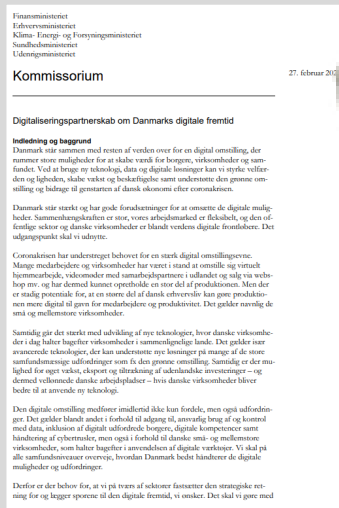 Finansministeriet
Erhvervsministeriet
Klima- Energi- og Forsyningsministeriet
Sundhedsministeriet
Udenrigsministeriet
Kommissorium
27. februar 202
Digitaliseringspartnerskab om Danmarks digitale fremtid
Indledning og baggrund
Danmark står sammen med resten af verden over for en digital omstilling, der
rummer store muligheder for at skabe værdi for borgere, virksomheder og sam-
fundet. Ved at bruge ny teknologi, data og digitale løsninger kan vi styrke velfær-
den og ligheden, skabe vækst og beskæftigelse samt understøtte den grønne om-
stilling og bidrage til genstarten af dansk økonomi efter coronakrisen.
Danmark står stærkt og har gode forudsætninger for at omsætte de digitale mulig-
heder. Sammenhængskraften er stor, vores arbejdsmarked er fleksibelt, og den of-
fentlige sektor og danske virksomheder er blandt verdens digitale frontløbere. Det
udgangspunkt skal vi udnytte.
Coronakrisen har understreget behovet for en stærk digital omstillingsevne.
Mange medarbejdere og virksomheder har været i stand at omstille sig virtuelt
hjemmearbejde, videomøder med samarbejdspartnere i udlandet og salg via webs-
hop mv. og har dermed kunnet opretholde en stor del af produktionen. Men der
er stadig potentiale for, at en større del af dansk erhvervsliv kan gøre produktio-
nen mere digital til gavn for medarbejdere og produktivitet. Det gælder navnlig de
små og mellemstore virksomheder.
Samtidig går det stærkt med udvikling af nye teknologier, hvor danske virksomhe-
der i dag halter bagefter virksomheder i sammenlignelige lande. Det gælder især
avancerede teknologier, der kan understøtte nye løsninger på mange af de store
samfundsmæssige udfordringer som fx den grønne omstilling. Samtidig er der mu-
lighed for øget vækst, eksport og tiltrækning af udenlandske investeringer – og
dermed vellønnede danske arbejdspladser – hvis danske virksomheder bliver
bedre til at anvende ny teknologi.
Den digitale omstilling medfører imidlertid ikke kun fordele, men også udfordrin-
ger. Det gælder blandt andet i forhold til adgang til, ansvarlig brug af og kontrol
med data, inklusion af digitalt udfordrede borgere, digitale kompetencer samt
håndtering af cybertrusler, men også i forhold til danske små- og mellemstore
virksomheder, som halter bagefter i anvendelsen af digitale værktøjer. Vi skal på
alle samfundsniveauer overveje, hvordan Danmark bedst håndterer de digitale
muligheder og udfordringer.
Derfor er der behov for, at vi på tværs af sektorer fastsætter den strategiske ret-
ning for og lægger sporene til den digitale fremtid, vi ønsker. Det skal vi gøre med